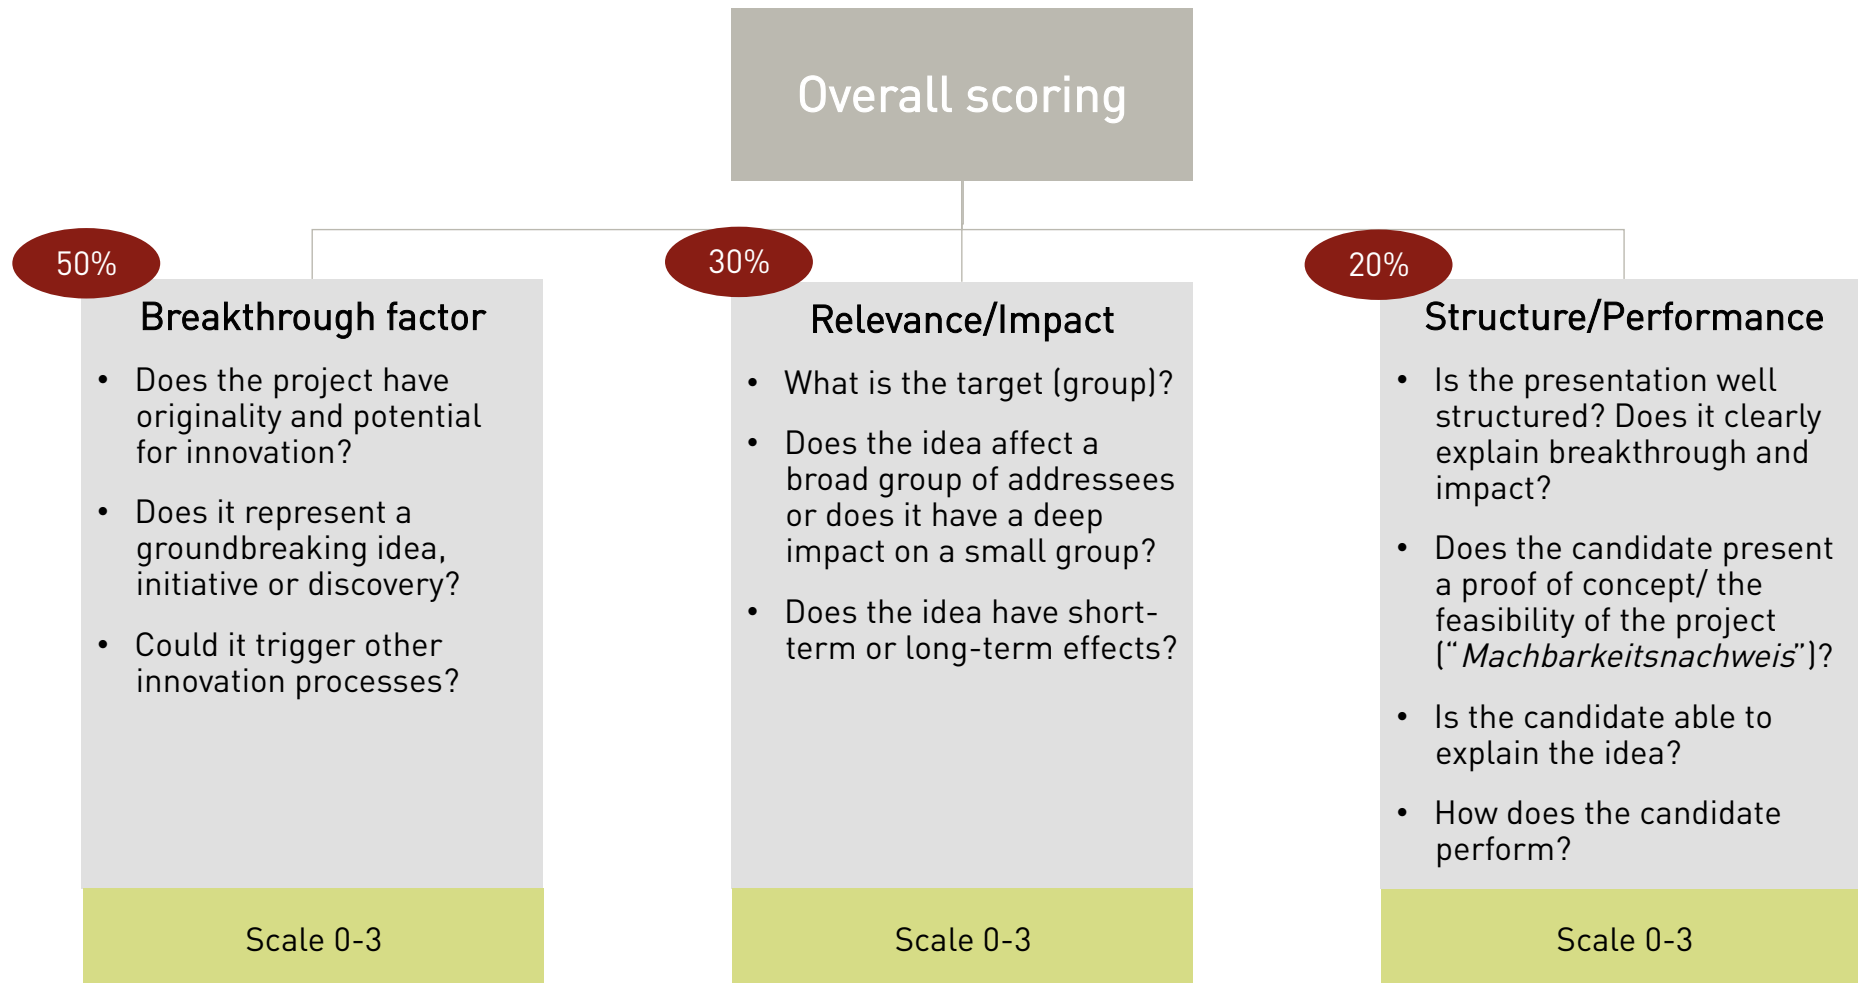 Overall scoring
50%
Breakthrough factor
• Does the project have
originality and potential
for innovation?
• Does it represent a
groundbreaking idea,
initiative or discovery?
• Could it trigger other
innovation processes?
Scale 0-3
30%
Relevance/Impact
• What is the target (group)?
• Does the idea affect a
broad group of addressees
or does it have a deep
impact on a small group?
• Does the idea have short-
term or long-term effects?
Scale 0-3
20%
Structure/Performance
• Is the presentation well
structured? Does it clearly
explain breakthrough and
impact?
• Does the candidate present
a proof of concept/ the
feasibility of the project
(“Machbarkeitsnachweis”)?
• Is the candidate able to
explain the idea?
• How does the candidate
perform?
Scale 0-3